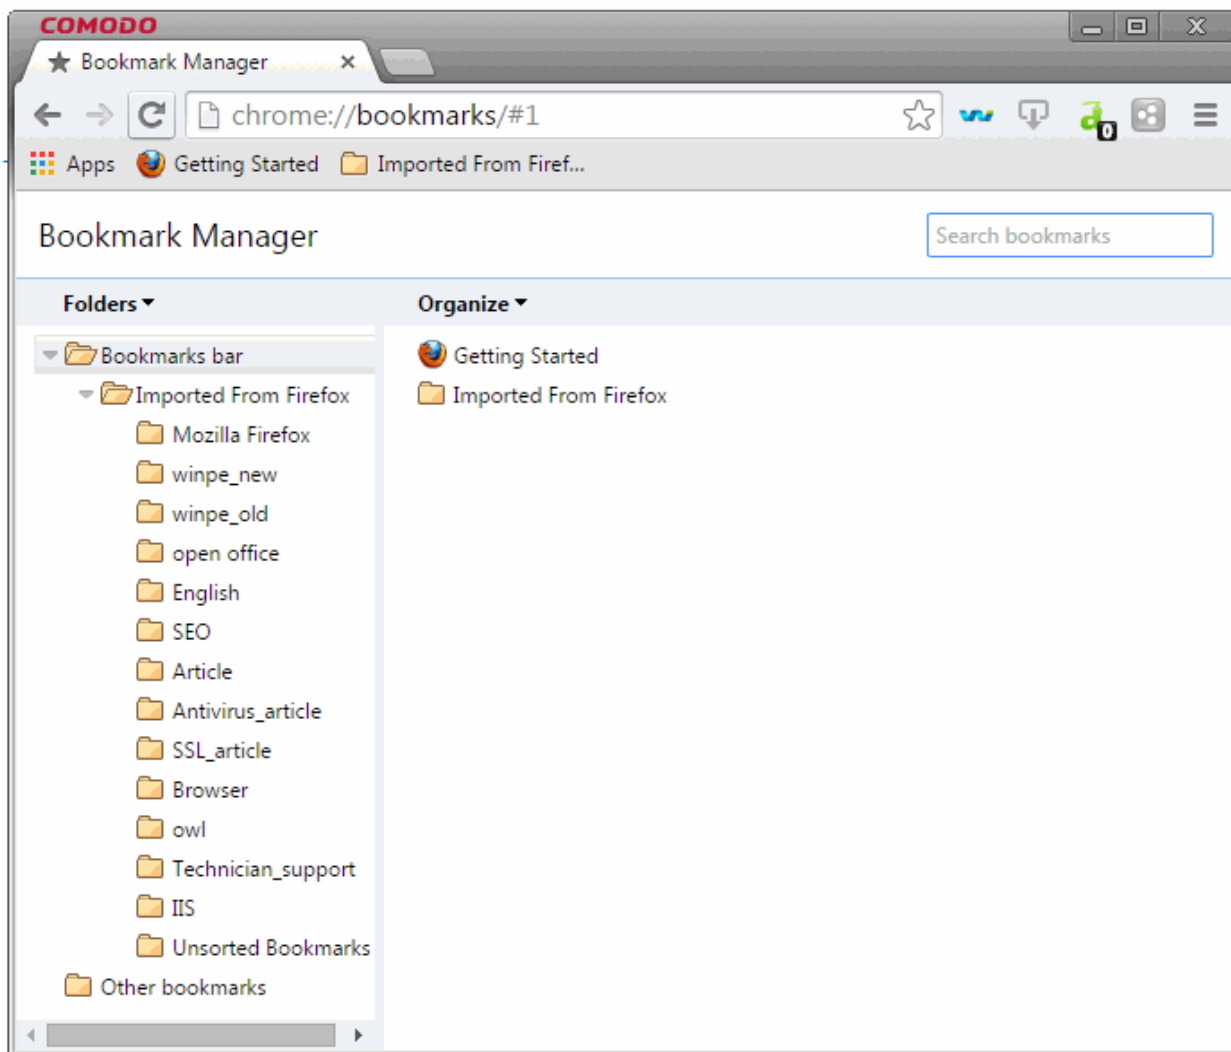 COMODO
Bookmark Manager
chrome://bookmarks/#1
0
Apps Getting Started Imported From Firef...
Bookmark Manager
Search bookmarks
Folders Organize
Bookmarks bar
Imported From Firefox
Mozilla Firefox
winpe_new
winpe_old
open office
English
SEO
Article
Antivirus_article
SSL_article
Browser
owl
Technician_support
IIS
Unsorted Bookmarks
Other bookmarks
Getting Started
Imported From Firefox